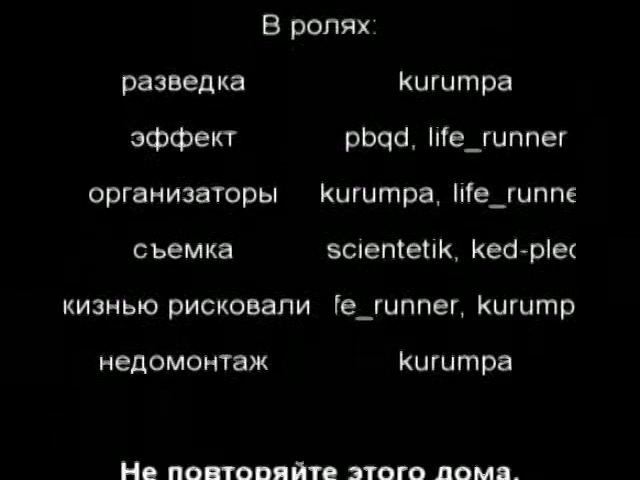 В ролях:
разведка kurumpa
эффект pbqd, life_runner
организаторы kurumpa, life_runne
съемка scientetik, ked-plec
кизнью рисковали fe_runner, kurump
недомонтаж kurumpa
Не повторяйте этого дома.